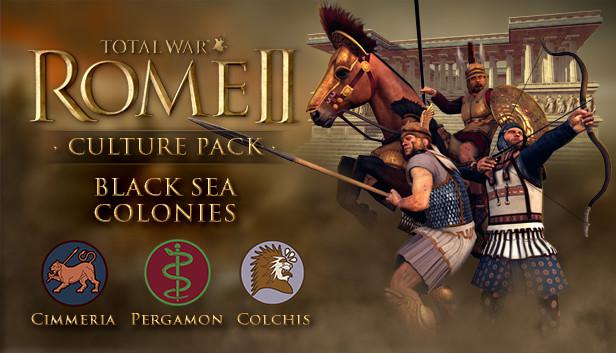 TOTAL WAR
ROME II
· CULTURE PACK ·
BLACK SEA
COLONIES
CIMMERIA PERGAMON COLCHIS